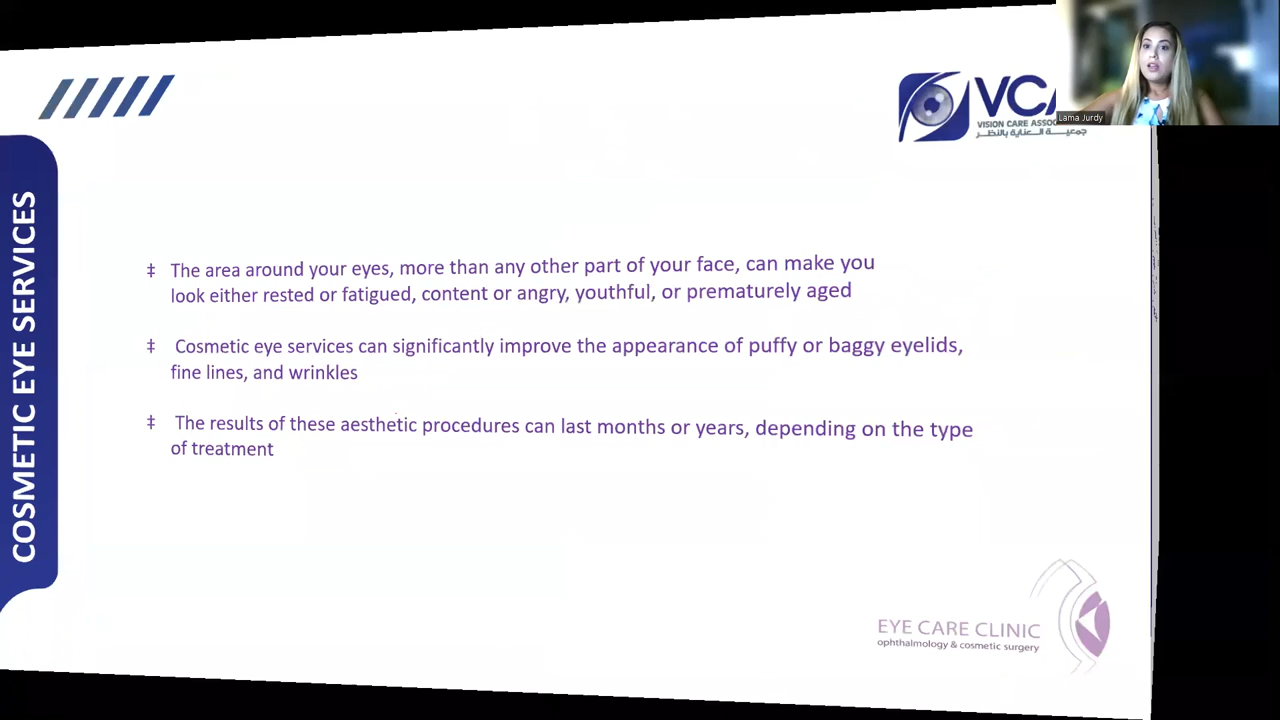 COSMETIC EYE SERVICES
VCA
VISION CARE ASSOC
جمعية العناية بالنظر
Lama Jurdy
‡ The area around your eyes, more than any other part of your face, can make you
look either rested or fatigued, content or angry, youthful, or prematurely aged
‡ Cosmetic eye services can significantly improve the appearance of puffy or baggy eyelids,
fine lines, and wrinkles
‡ The results of these aesthetic procedures can last months or years, depending on the type
of treatment
EYE CARE CLINIC
ophthalmology & cosmetic surgery